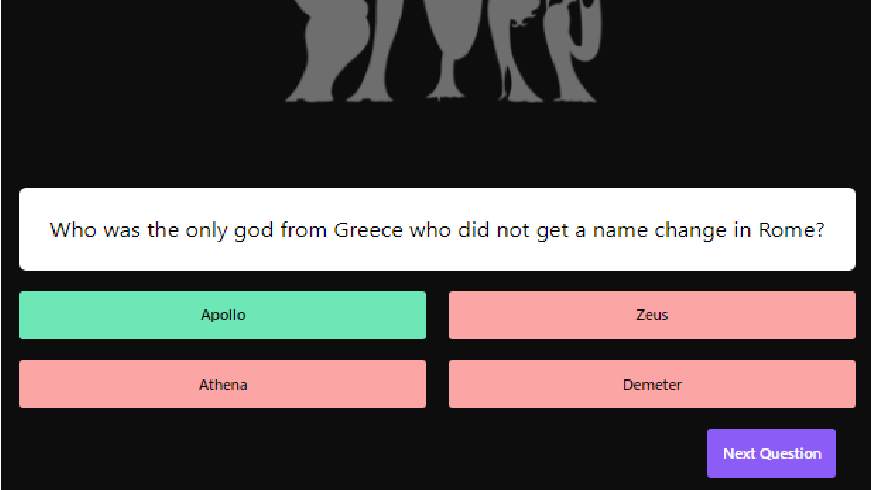 Who was the only god from Greece who did not get a name change in Rome?
Apollo
Zeus
Athena
Demeter
Next Question